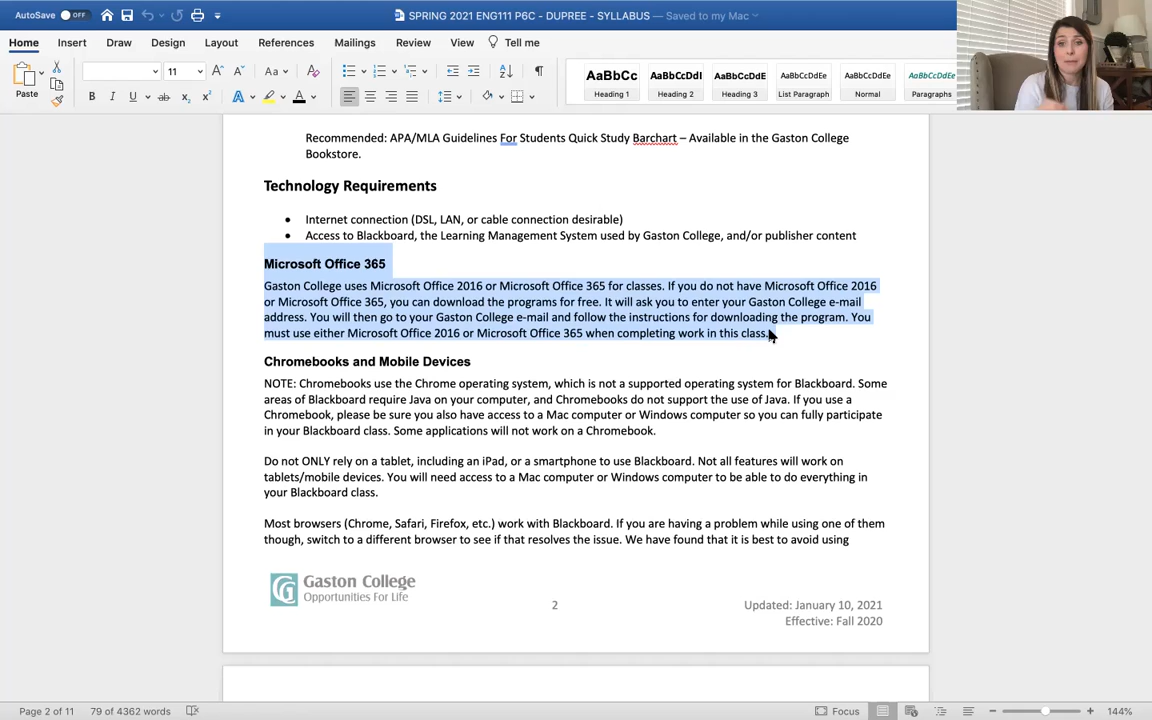 AutoSave OFF SPRING 2021 ENG111 P6C - DUPREE - SYLLABUS — Saved to my Mac
Home Insert Draw Design Layout References Mailings Review View Tell me
Paste 11 Aa A A
B I U ab x₂ x² A A
AaBbCc AaBbCcDdI AaBbCcDdE AaBbCcDdEe AaBbCcDdEe AaBbCcDdEe
Heading 1 Heading 2 Heading 3 List Paragraph Normal Paragraphs
Recommended: APA/MLA Guidelines For Students Quick Study Barchart – Available in the Gaston College
Bookstore.
Technology Requirements
• Internet connection (DSL, LAN, or cable connection desirable)
• Access to Blackboard, the Learning Management System used by Gaston College, and/or publisher content
Microsoft Office 365
Gaston College uses Microsoft Office 2016 or Microsoft Office 365 for classes. If you do not have Microsoft Office 2016
or Microsoft Office 365, you can download the programs for free. It will ask you to enter your Gaston College e-mail
address. You will then go to your Gaston College e-mail and follow the instructions for downloading the program. You
must use either Microsoft Office 2016 or Microsoft Office 365 when completing work in this class.
Chromebooks and Mobile Devices
NOTE: Chromebooks use the Chrome operating system, which is not a supported operating system for Blackboard. Some
areas of Blackboard require Java on your computer, and Chromebooks do not support the use of Java. If you use a
Chromebook, please be sure you also have access to a Mac computer or Windows computer so you can fully participate
in your Blackboard class. Some applications will not work on a Chromebook.
Do not ONLY rely on a tablet, including an iPad, or a smartphone to use Blackboard. Not all features will work on
tablets/mobile devices. You will need access to a Mac computer or Windows computer to be able to do everything in
your Blackboard class.
Most browsers (Chrome, Safari, Firefox, etc.) work with Blackboard. If you are having a problem while using one of them
though, switch to a different browser to see if that resolves the issue. We have found that it is best to avoid using
Gaston College
Opportunities For Life
2 Updated: January 10, 2021
Effective: Fall 2020
Page 2 of 11 79 of 4362 words Focus 144%